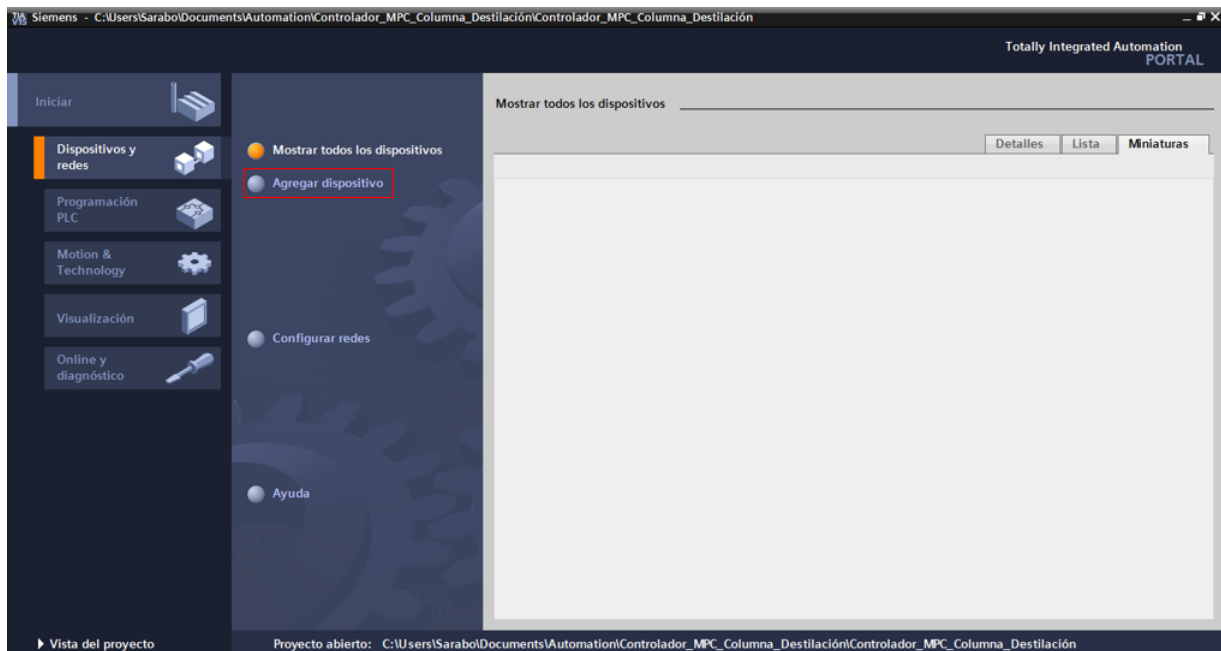 Siemens - C:\Users\Sarabo\Documents\Automation\Controlador_MPC_Columna_Destilación\Controlador_MPC_Columna_Destilación
Totally Integrated Automation
PORTAL
Iniciar
Dispositivos y
redes
Programación
PLC
Motion &
Technology
Visualización
Online y
diagnóstico
Mostrar todos los dispositivos
Agregar dispositivo
Configurar redes
Ayuda
Mostrar todos los dispositivos
Detalles
Lista
Miniaturas
Vista del proyecto
Proyecto abierto: C:\Users\Sarabo\Documents\Automation\Controlador_MPC_Columna_Destilación\Controlador_MPC_Columna_Destilación